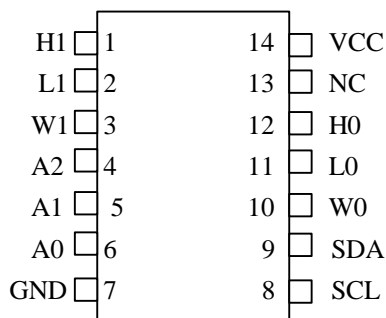 H1 1 14 VCC
L1 2 13 NC
W1 3 12 H0
A2 4 11 L0
A1 5 10 W0
A0 6 9 SDA
GND 7 8 SCL